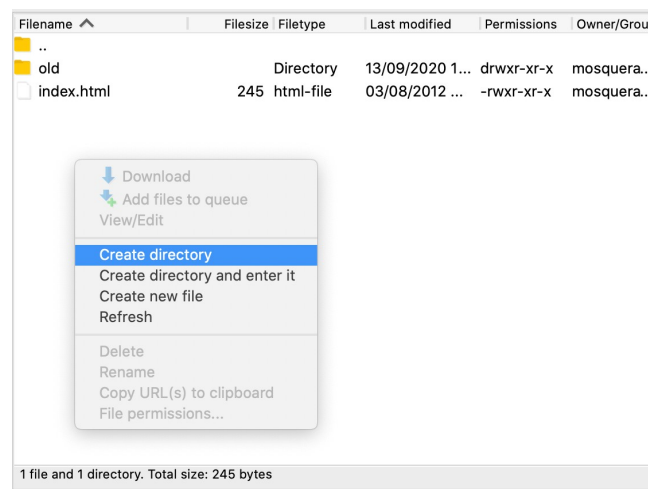 Filename Filesize Filetype Last modified Permissions Owner/Grou
..
old Directory 13/09/2020 1... drwxr-xr-x mosquera..
index.html 245 html-file 03/08/2012 ... -rwxr-xr-x mosquera..
Download
Add files to queue
View/Edit
Create directory
Create directory and enter it
Create new file
Refresh
Delete
Rename
Copy URL(s) to clipboard
File permissions...
1 file and 1 directory. Total size: 245 bytes